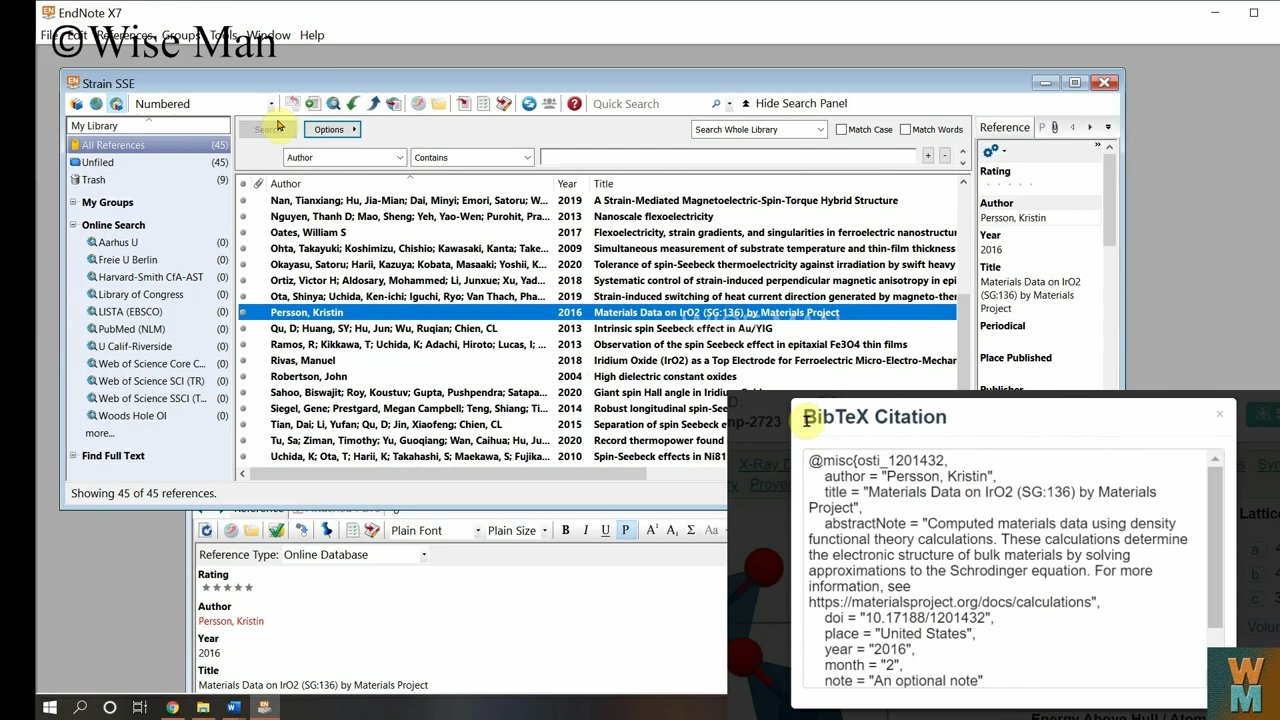 EndNote X7
File Edit References Groups Tools Window Help
©Wise Man
Strain SSE
Numbered
Quick Search
Hide Search Panel
My Library
Search
Options
Search Whole Library
Match Case
Match Words
Reference
P
All References (45)
Unfiled (45)
Trash (9)
My Groups
Online Search
Aarhus U (0)
Freie U Berlin (0)
Harvard-Smith CfA-AST (0)
Library of Congress (0)
LISTA (EBSCO) (0)
PubMed (NLM) (0)
U Calif-Riverside (0)
Web of Science Core C... (0)
Web of Science SCI (TR) (0)
Web of Science SSCI (T... (0)
Woods Hole OI (0)
more...
Find Full Text
Showing 45 of 45 references.
Author
Contains
+ -
Author Year Title
Nan, Tianxiang; Hu, Jia-Mian; Dai, Minyi; Emori, Satoru; W... 2019 A Strain-Mediated Magnetoelectric-Spin-Torque Hybrid Structure
Nguyen, Thanh D; Mao, Sheng; Yeh, Yao-Wen; Purohit, Pra... 2013 Nanoscale flexoelectricity
Oates, William S 2017 Flexoelectricity, strain gradients, and singularities in ferroelectric nanostructur
Ohta, Takayuki; Koshimizu, Chishio; Kawasaki, Kanta; Take... 2009 Simultaneous measurement of substrate temperature and thin-film thickness
Okayasu, Satoru; Harii, Kazuya; Kobata, Masaaki; Yoshii, K... 2020 Tolerance of spin-Seebeck thermoelectricity against irradiation by swift heavy
Ortiz, Victor H; Aldosary, Mohammed; Li, Junxue; Xu, Yad... 2018 Systematic control of strain-induced perpendicular magnetic anisotropy in epi
Ota, Shinya; Uchida, Ken-ichi; Iguchi, Ryo; Van Thach, Pha... 2019 Strain-induced switching of heat current direction generated by magneto-ther
Persson, Kristin 2016 Materials Data on IrO2 (SG:136) by Materials Project
Qu, D; Huang, SY; Hu, Jun; Wu, Ruqian; Chien, CL 2013 Intrinsic spin Seebeck effect in Au/YIG
Ramos, R; Kikkawa, T; Uchida, K; Adachi, Hiroto; Lucas, I; ... 2013 Observation of the spin Seebeck effect in epitaxial Fe3O4 thin films
Rivas, Manuel 2018 Iridium Oxide (IrO2) as a Top Electrode for Ferroelectric Micro-Electro-Mechar
Robertson, John 2004 High dielectric constant oxides
Sahoo, Biswajit; Roy, Koustuv; Gupta, Pushpendra; Satapa... 2020 Giant spin Hall angle in Iridium
Siegel, Gene; Prestgard, Megan Campbell; Teng, Shiang; ... 2014 Robust longitudinal spin-
Tian, Dai; Li, Yufan; Qu, D; Jin, Xiaofeng; Chien, CL 2015 Separation of spin Seebeck e
Tu, Sa; Ziman, Timothy; Yu, Guoqiang; Wan, Caihua; Hu, Ju... 2020 Record thermopower found
Uchida, K; Ota, T; Harii, K; Takahashi, S; Maekawa, S; Fujika... 2010 Spin-Seebeck effects in Ni81
Rating
Author
Persson, Kristin
Year
2016
Title
Materials Data on IrO2 (SG:136) by Materials Project
Periodical
Place Published
Publisher
Plain Font
Plain Size
B I U P A¹ A₁ Σ Aa
Reference Type: Online Database
Rating
Author
Persson, Kristin
Year
2016
Title
Materials Data on IrO2 (SG:136) by Materials Project
mp-2723
X-Ray
Prove
Lattic
a
b
c
Volu
Energy Above Hull / Atom
BibTeX Citation
×
@misc{osti_1201432,
author = "Persson, Kristin",
title = "Materials Data on IrO2 (SG:136) by Materials
Project",
abstractNote = "Computed materials data using density
functional theory calculations. These calculations determine
the electronic structure of bulk materials by solving
approximations to the Schrodinger equation. For more
information, see
https://materialsproject.org/docs/calculations",
doi = "10.17188/1201432",
place = "United States",
year = "2016",
month = "2",
note = "An optional note"
WM